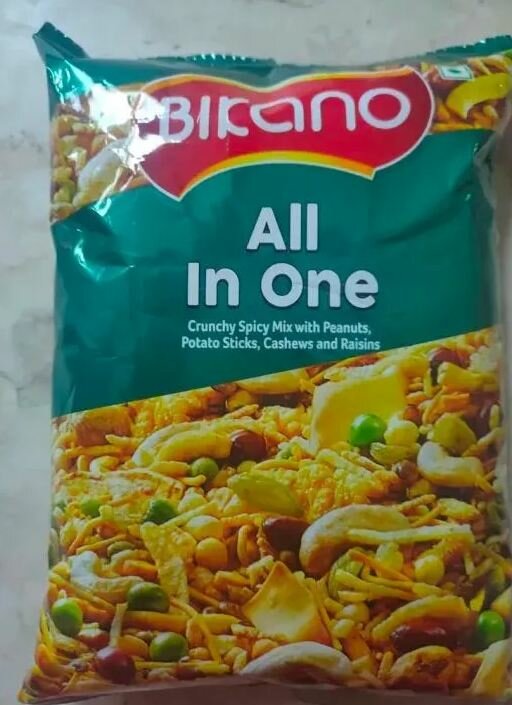 BIKANO
All
In One
Crunchy Spicy Mix with Peanuts,
Potato Sticks, Cashews and Raisins